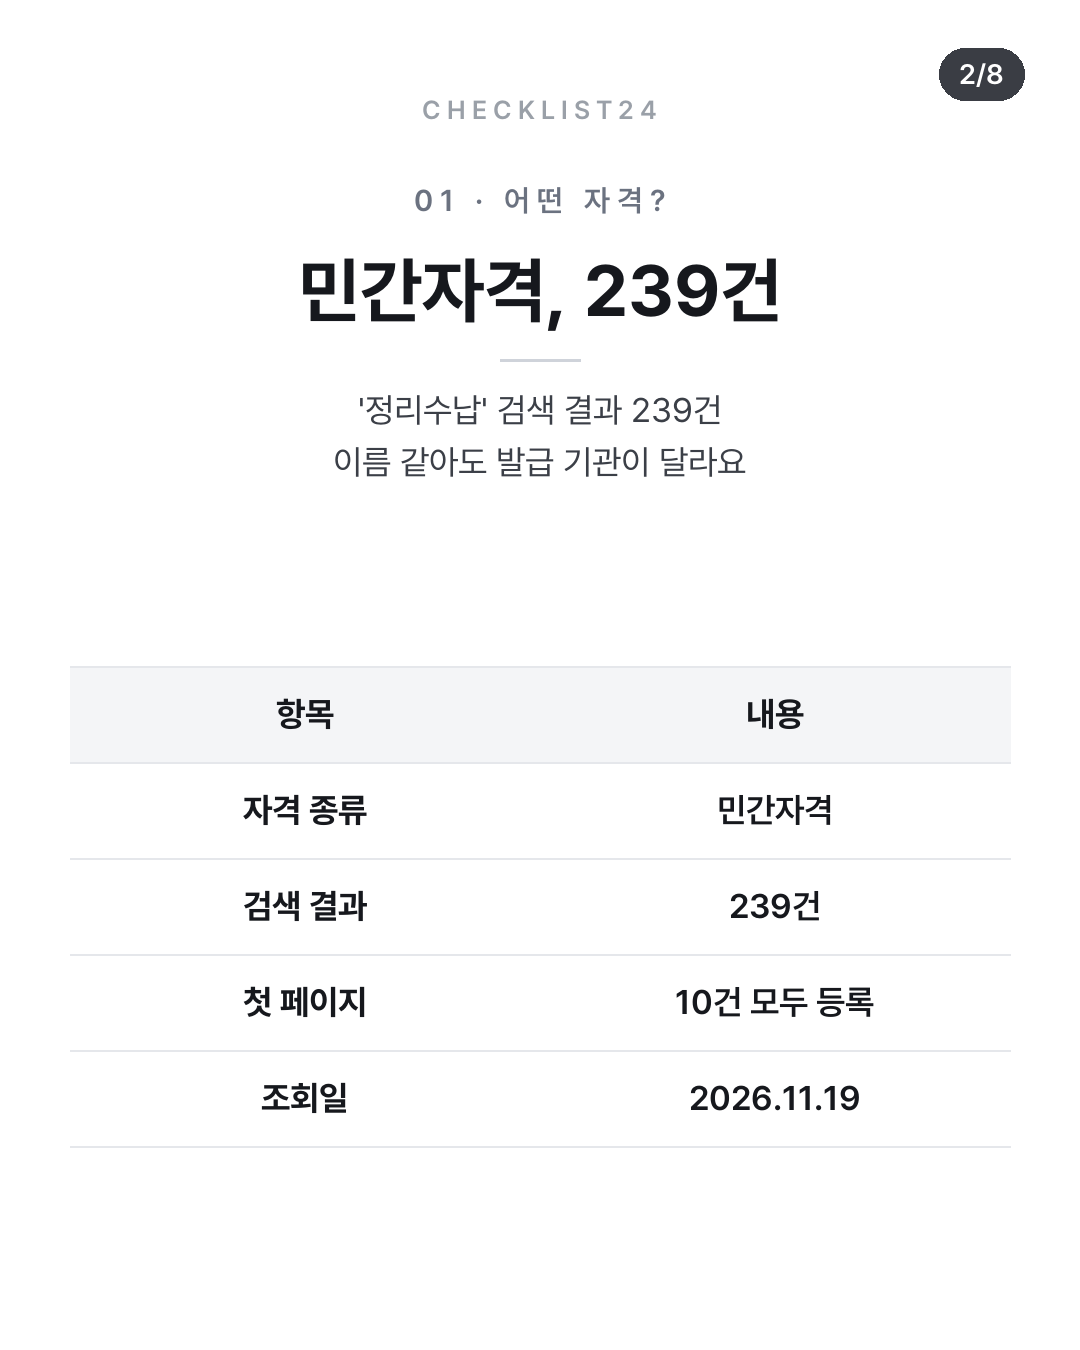 2/8
CHECKLIST24
01 · 어떤 자격?
민간자격, 239건
'정리수납' 검색 결과 239건
이름 같아도 발급 기관이 달라요
항목 내용
자격 종류 민간자격
검색 결과 239건
첫 페이지 10건 모두 등록
조회일 2026.11.19